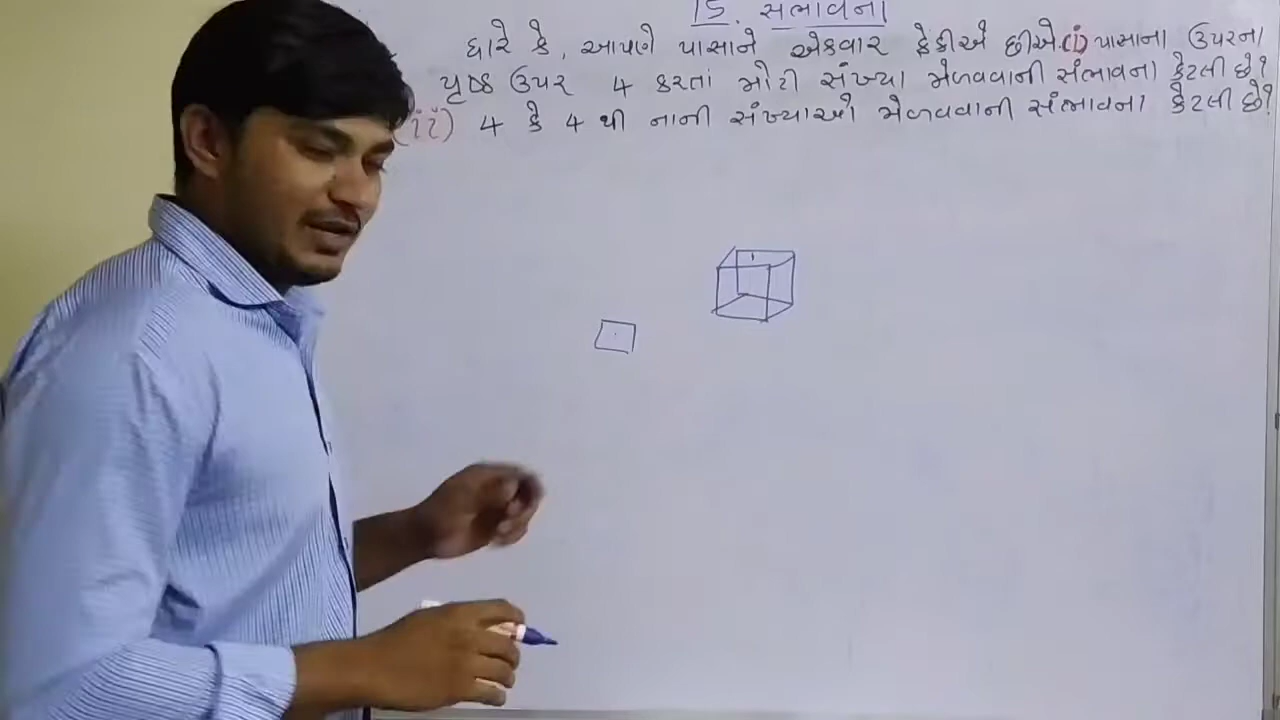 15. સંભાવના
ધારો કે, આપણે પાસાને એકવાર ફેંકીએ છીએ.(i) પાસાના ઉપરના
પૃષ્ઠ ઉપર 4 કરતાં મોટી સંખ્યા મેળવવાની સંભાવના કેટલી છે?
(ii) 4 કે 4 થી નાની સંખ્યાઓ મેળવવાની સંભાવના કેટલી છે?